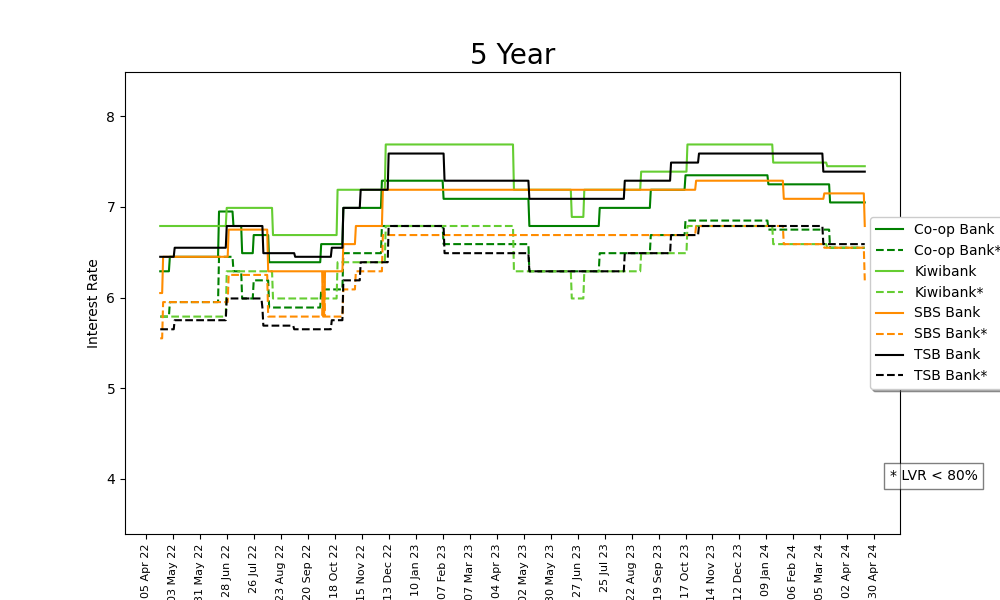 5 Year
Interest Rate
8
7
6
5
4
05 Apr 22
03 May 22
31 May 22
28 Jun 22
26 Jul 22
23 Aug 22
20 Sep 22
18 Oct 22
15 Nov 22
13 Dec 22
10 Jan 23
07 Feb 23
07 Mar 23
04 Apr 23
02 May 23
30 May 23
27 Jun 23
25 Jul 23
22 Aug 23
19 Sep 23
17 Oct 23
14 Nov 23
12 Dec 23
09 Jan 24
06 Feb 24
05 Mar 24
02 Apr 24
30 Apr 24
Co-op Bank
Co-op Bank*
Kiwibank
Kiwibank*
SBS Bank
SBS Bank*
TSB Bank
TSB Bank*
* LVR < 80%